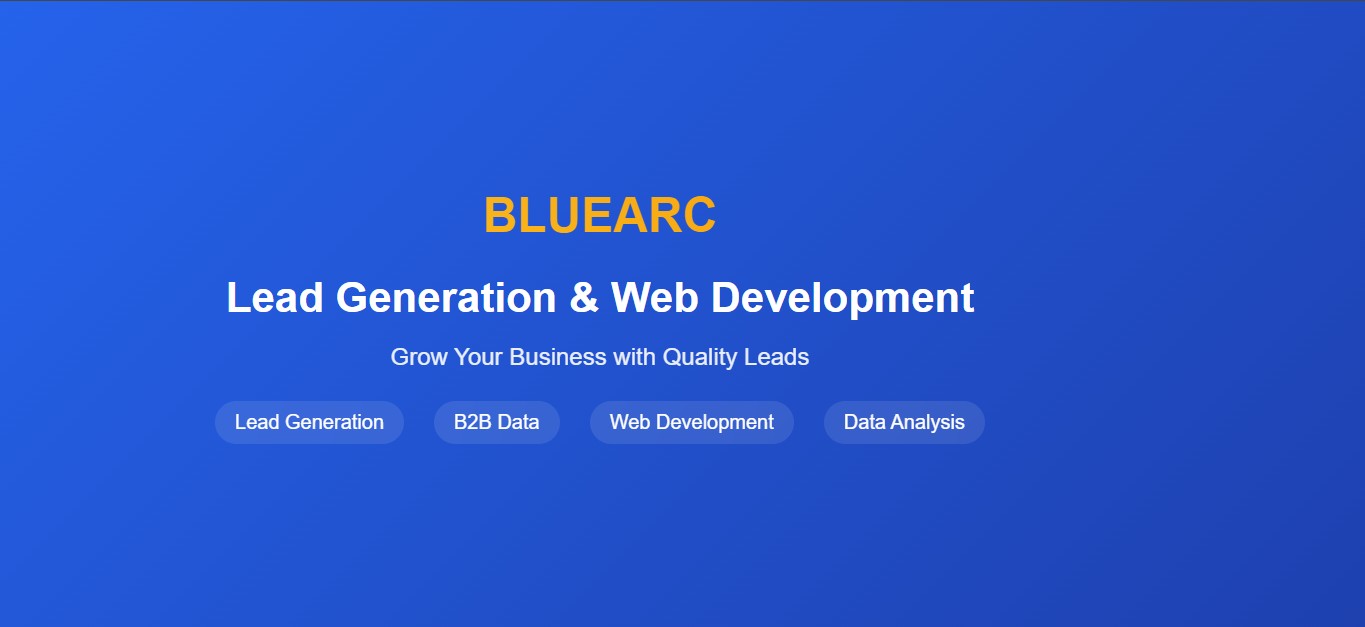 BLUEARC
Lead Generation & Web Development
Grow Your Business with Quality Leads
Lead Generation
B2B Data
Web Development
Data Analysis